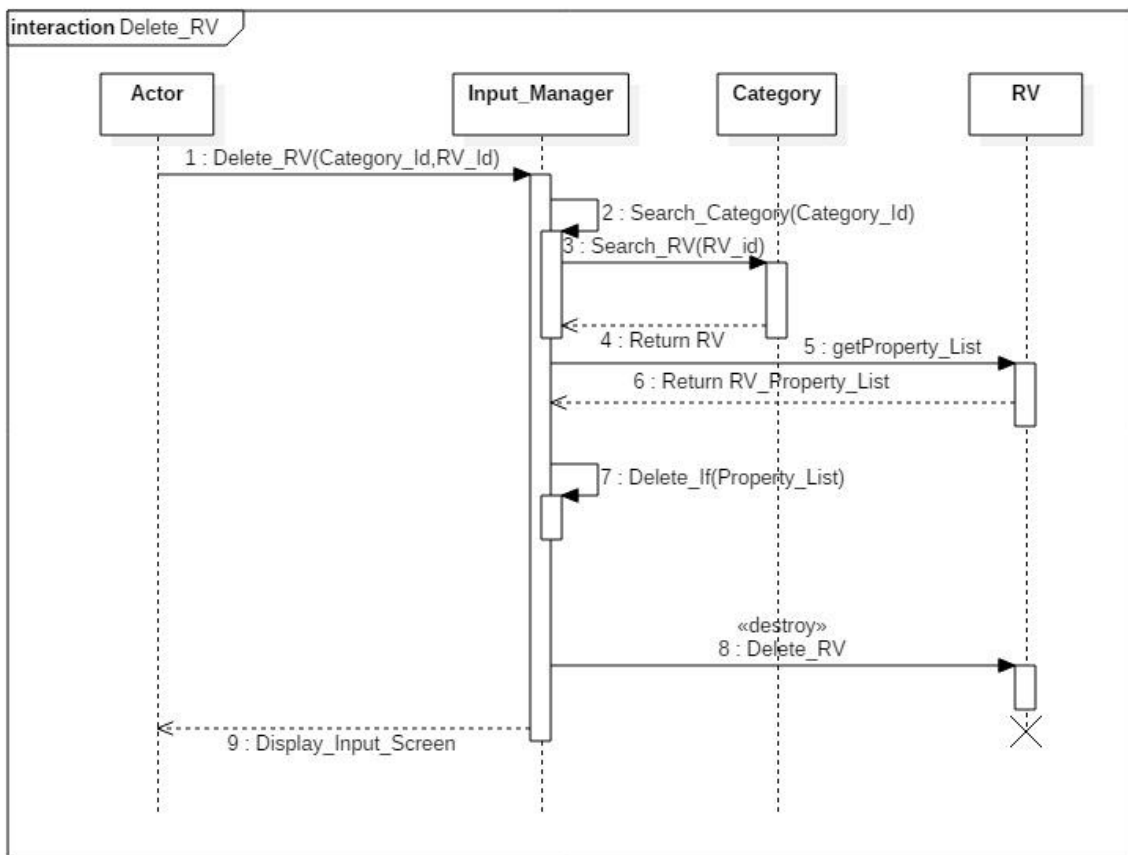 interaction Delete_RV
Actor
Input_Manager
Category
RV
1 : Delete_RV(Category_Id,RV_Id)
2 : Search_Category(Category_Id)
3 : Search_RV(RV_id)
4 : Return RV
5 : getProperty_List
6 : Return RV_Property_List
7 : Delete_If(Property_List)
«destroy»
8 : Delete_RV
9 : Display_Input_Screen